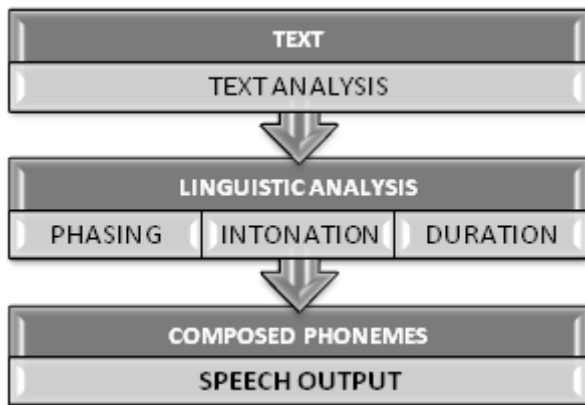 TEXT
TEXT ANALYSIS
LINGUISTIC ANALYSIS
PHASING INTONATION DURATION
COMPOSED PHONEMES
SPEECH OUTPUT